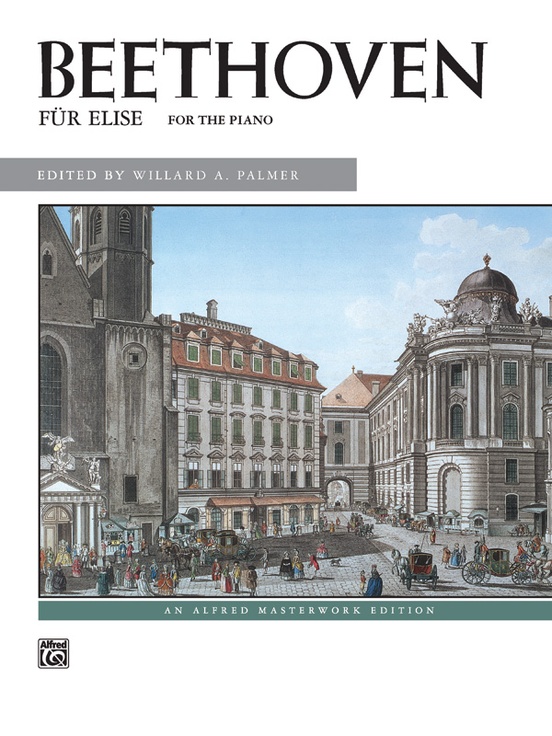 BEETHOVEN
FÜR ELISE FOR THE PIANO
EDITED BY WILLARD A. PALMER
AN ALFRED MASTERWORK EDITION
Alfred